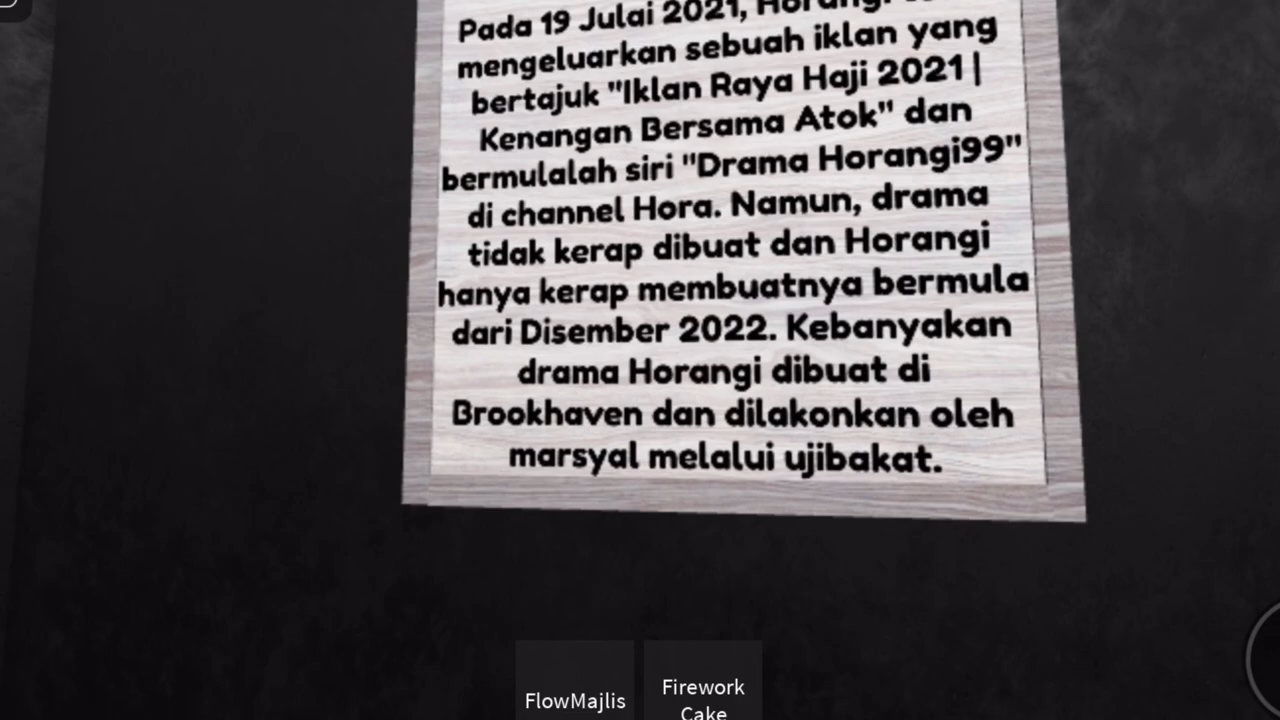 Pada 19 Julai 2021,
mengeluarkan sebuah iklan yang
bertajuk "Iklan Raya Haji 2021 |
Kenangan Bersama Atok" dan
bermulalah siri "Drama Horangi99"
di channel Hora. Namun, drama
tidak kerap dibuat dan Horangi
hanya kerap membuatnya bermula
dari Disember 2022. Kebanyakan
drama Horangi dibuat di
Brookhaven dan dilakonkan oleh
marsyal melalui ujibakat.
FlowMajlis
Firework
Cake